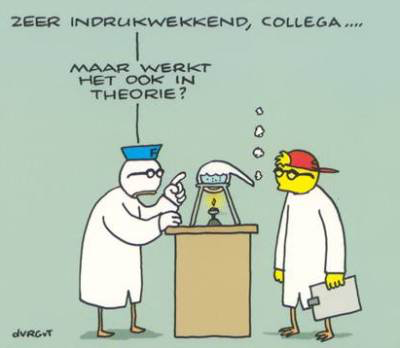 ZEER INDRUKWEKKEND, COLLEGA....
MAAR WERKT
HET OOK IN
THEORIE?
F
dVRGvT